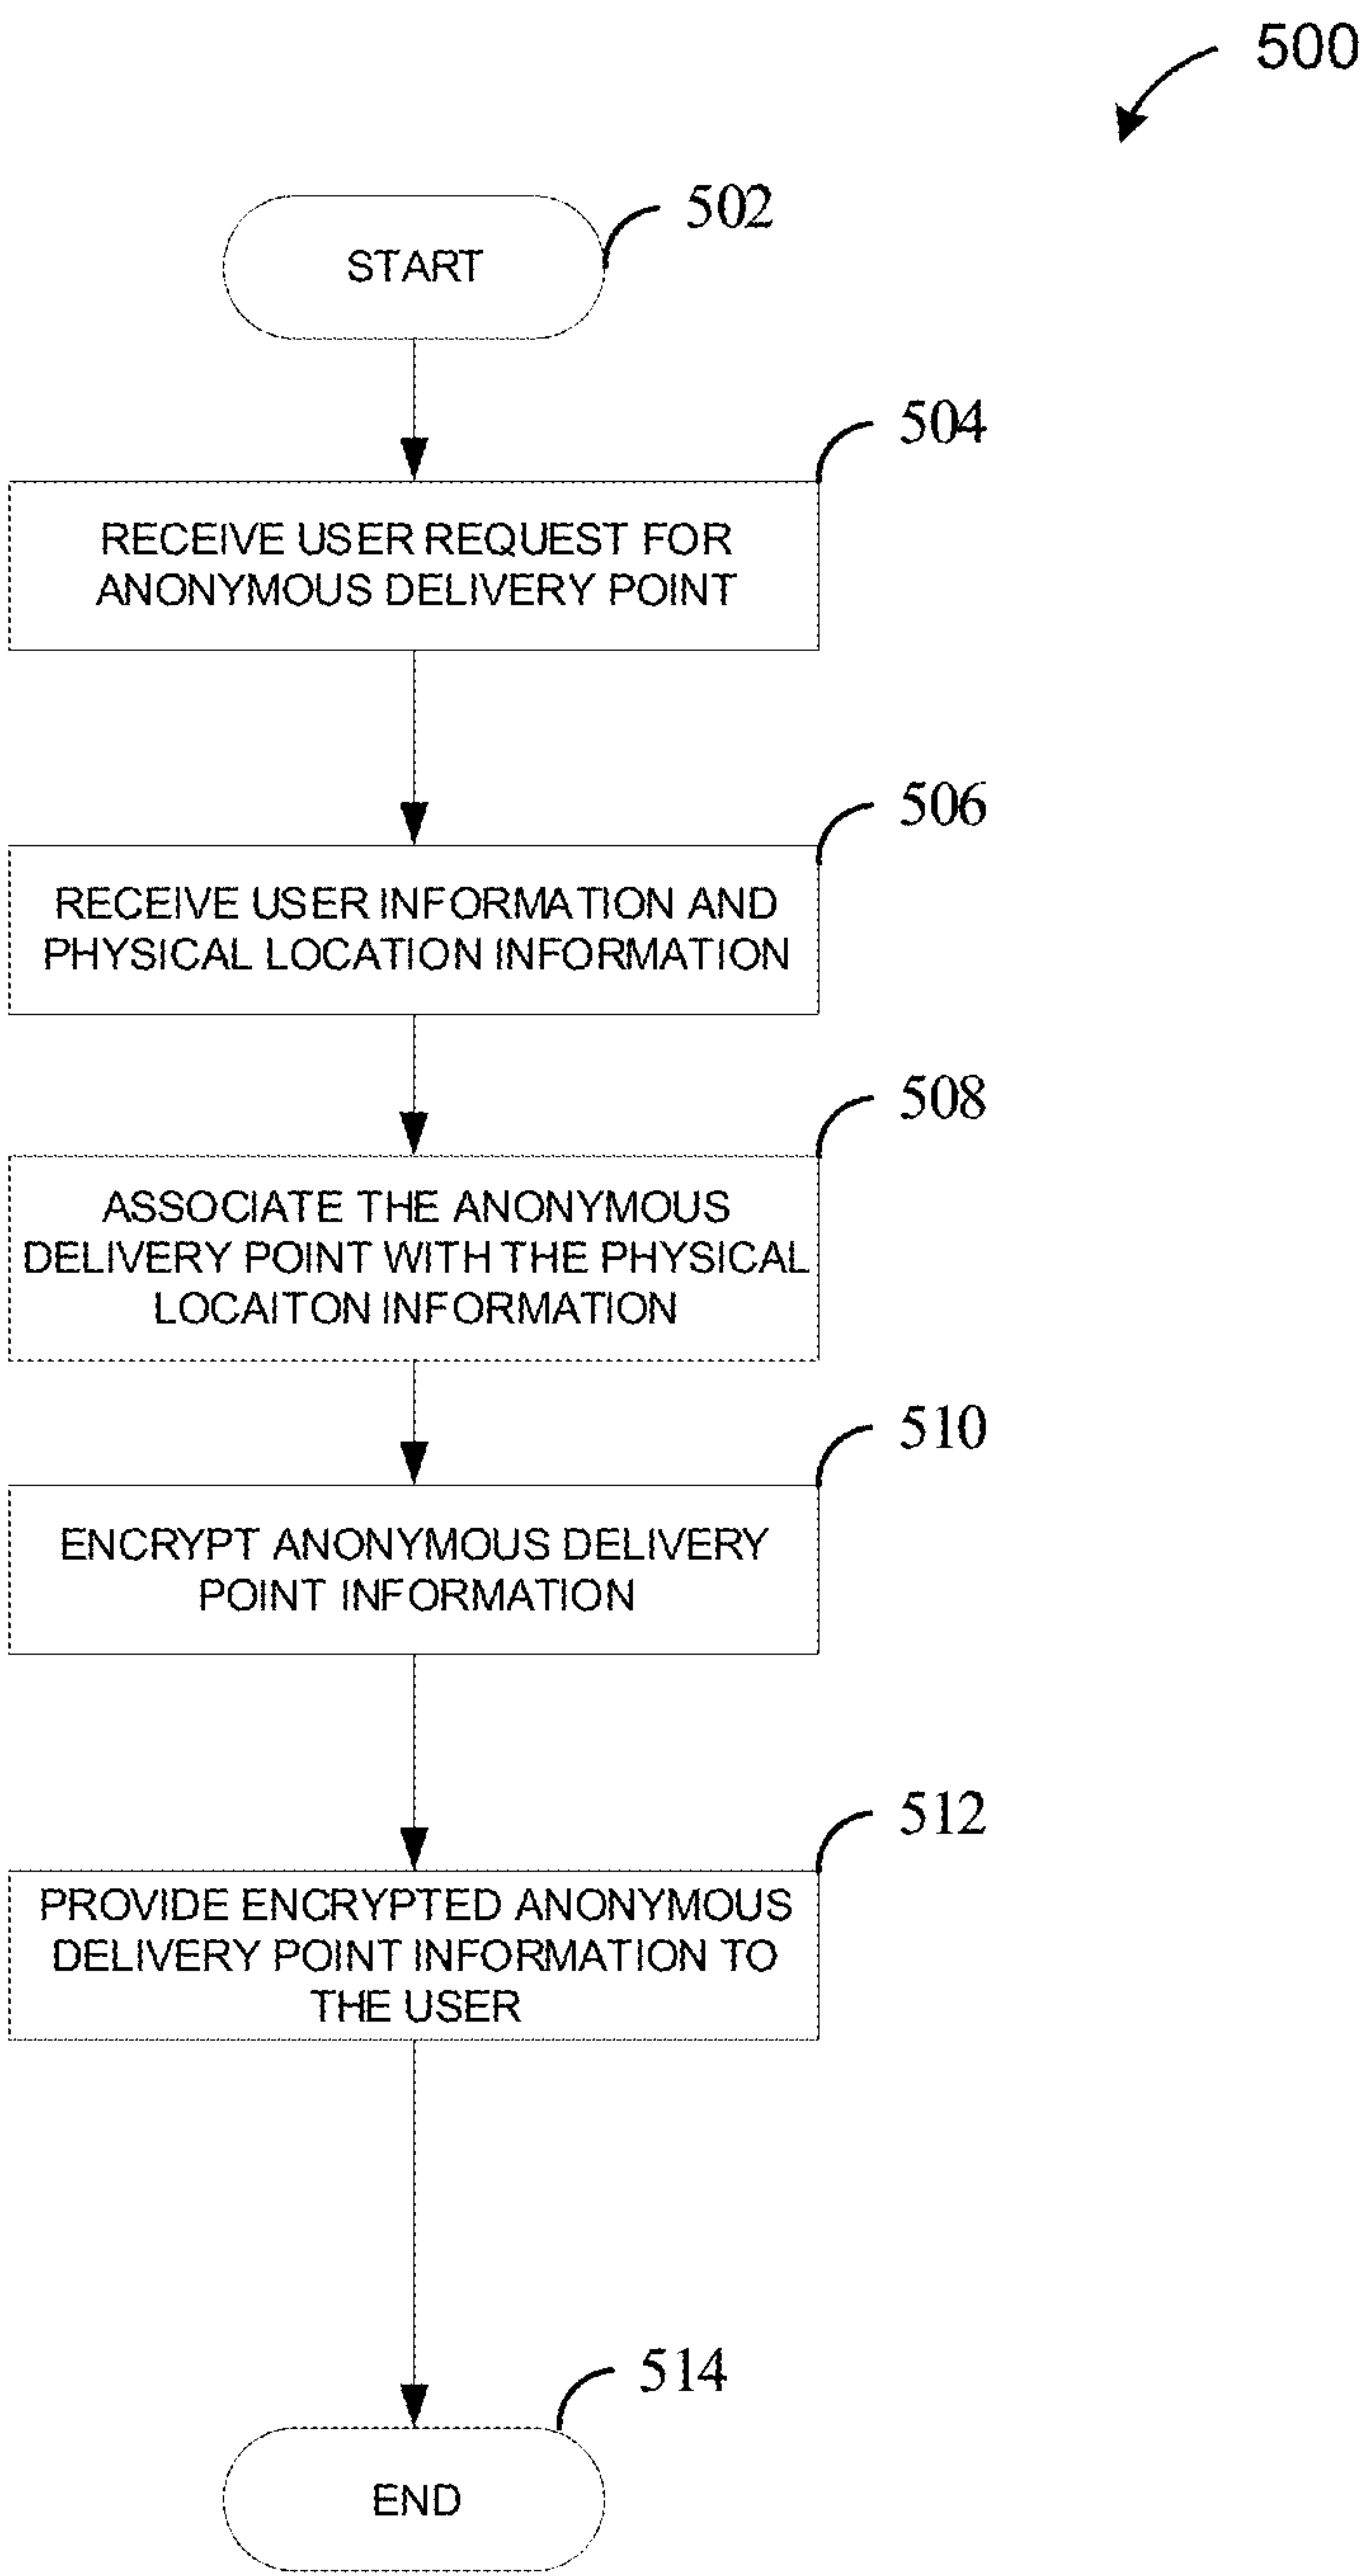 500
502
START
504
RECEIVE USER REQUEST FOR
ANONYMOUS DELIVERY POINT
506
RECEIVE USER INFORMATION AND
PHYSICAL LOCATION INFORMATION
508
ASSOCIATE THE ANONYMOUS
DELIVERY POINT WITH THE PHYSICAL
LOCAITON INFORMATION
510
ENCRYPT ANONYMOUS DELIVERY
POINT INFORMATION
512
PROVIDE ENCRYPTED ANONYMOUS
DELIVERY POINT INFORMATION TO
THE USER
514
END